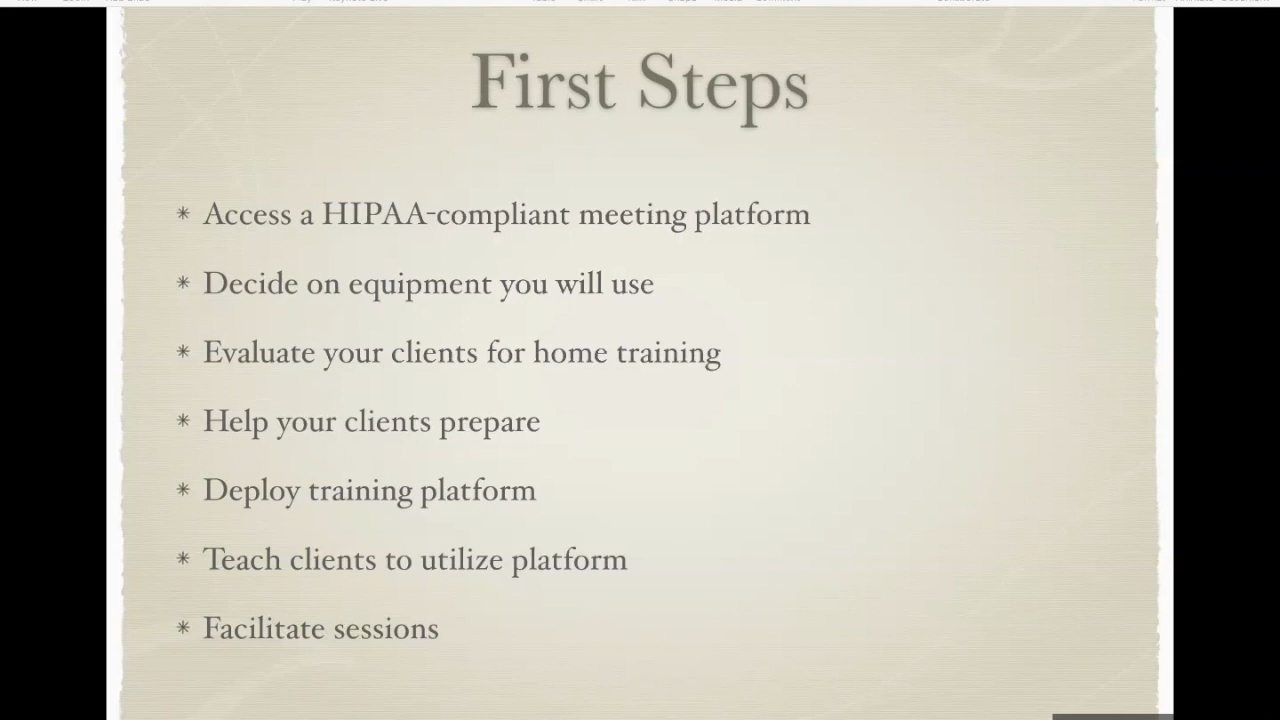 First Steps
Access a HIPAA-compliant meeting platform
Decide on equipment you will use
Evaluate your clients for home training
Help your clients prepare
Deploy training platform
Teach clients to utilize platform
Facilitate sessions